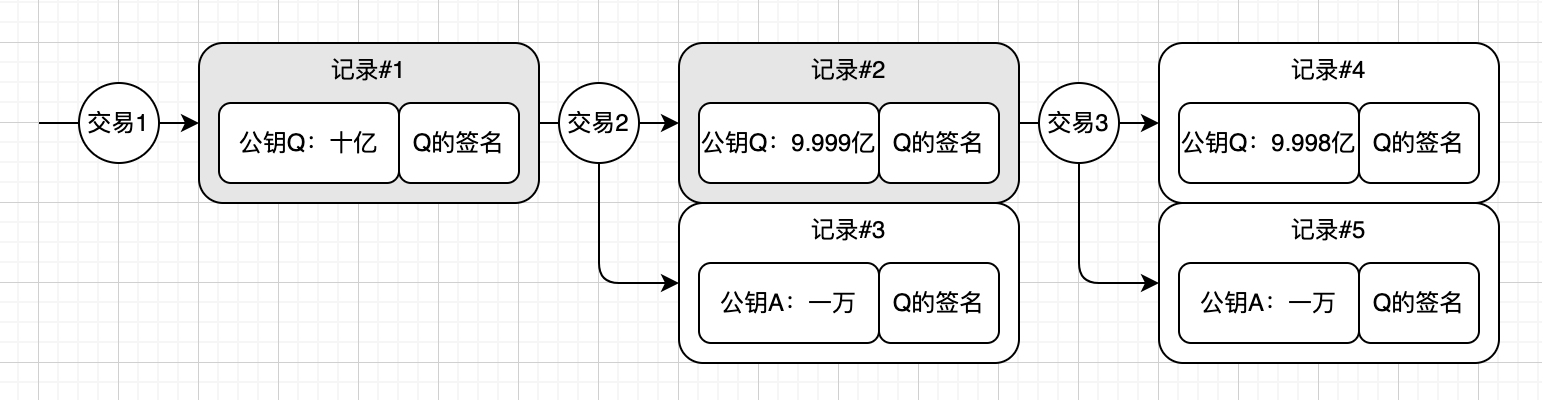 交易1
记录#1
公钥Q：十亿
Q的签名
交易2
记录#2
公钥Q：9.999亿
Q的签名
记录#3
公钥A：一万
Q的签名
交易3
记录#4
公钥Q：9.998亿
Q的签名
记录#5
公钥A：一万
Q的签名